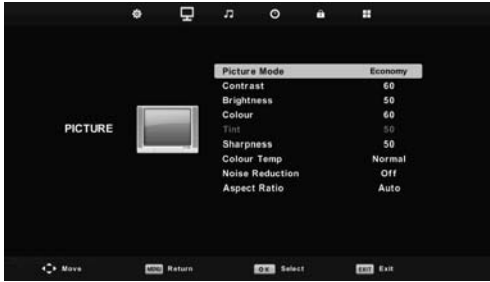 Picture Mode Economy
Contrast 60
Brightness 50
Colour 60
Tint 50
PICTURE
Sharpness 50
Colour Temp Normal
Noise Reduction Off
Aspect Ratio Auto
Move MENU Return OK Select EXIT Exit